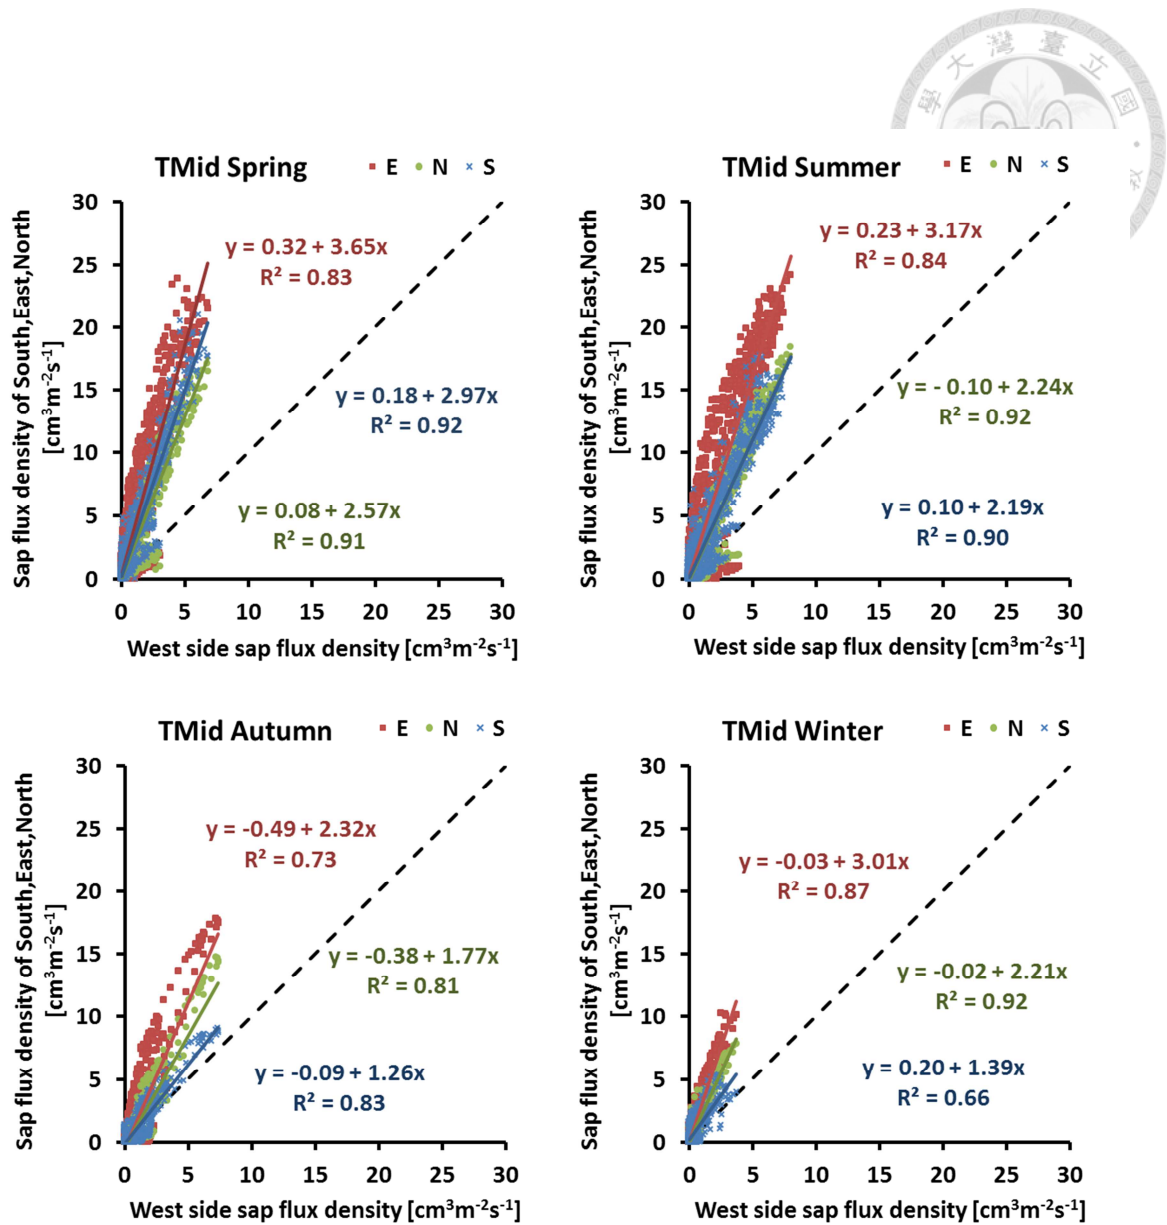 學大灣臺立國
TMid Spring E N S
Sap flux density of South,East,North
[cm³m⁻²s⁻¹]
30
25
20
15
10
5
0
y = 0.32 + 3.65x
R² = 0.83
y = 0.18 + 2.97x
R² = 0.92
y = 0.08 + 2.57x
R² = 0.91
0 5 10 15 20 25 30
West side sap flux density [cm³m⁻²s⁻¹]
TMid Summer E N S
Sap flux density of South,East,North
[cm³m⁻²s⁻¹]
30
25
20
15
10
5
0
y = 0.23 + 3.17x
R² = 0.84
y = - 0.10 + 2.24x
R² = 0.92
y = 0.10 + 2.19x
R² = 0.90
0 5 10 15 20 25 30
West side sap flux density [cm³m⁻²s⁻¹]
TMid Autumn E N S
Sap flux density of South,East,North
[cm³m⁻²s⁻¹]
30
25
20
15
10
5
0
y = -0.49 + 2.32x
R² = 0.73
y = -0.38 + 1.77x
R² = 0.81
y = -0.09 + 1.26x
R² = 0.83
0 5 10 15 20 25 30
West side sap flux density [cm³m⁻²s⁻¹]
TMid Winter E N S
Sap flux density of South,East,North
[cm³m⁻²s⁻¹]
30
25
20
15
10
5
0
y = -0.03 + 3.01x
R² = 0.87
y = -0.02 + 2.21x
R² = 0.92
y = 0.20 + 1.39x
R² = 0.66
0 5 10 15 20 25 30
West side sap flux density [cm³m⁻²s⁻¹]